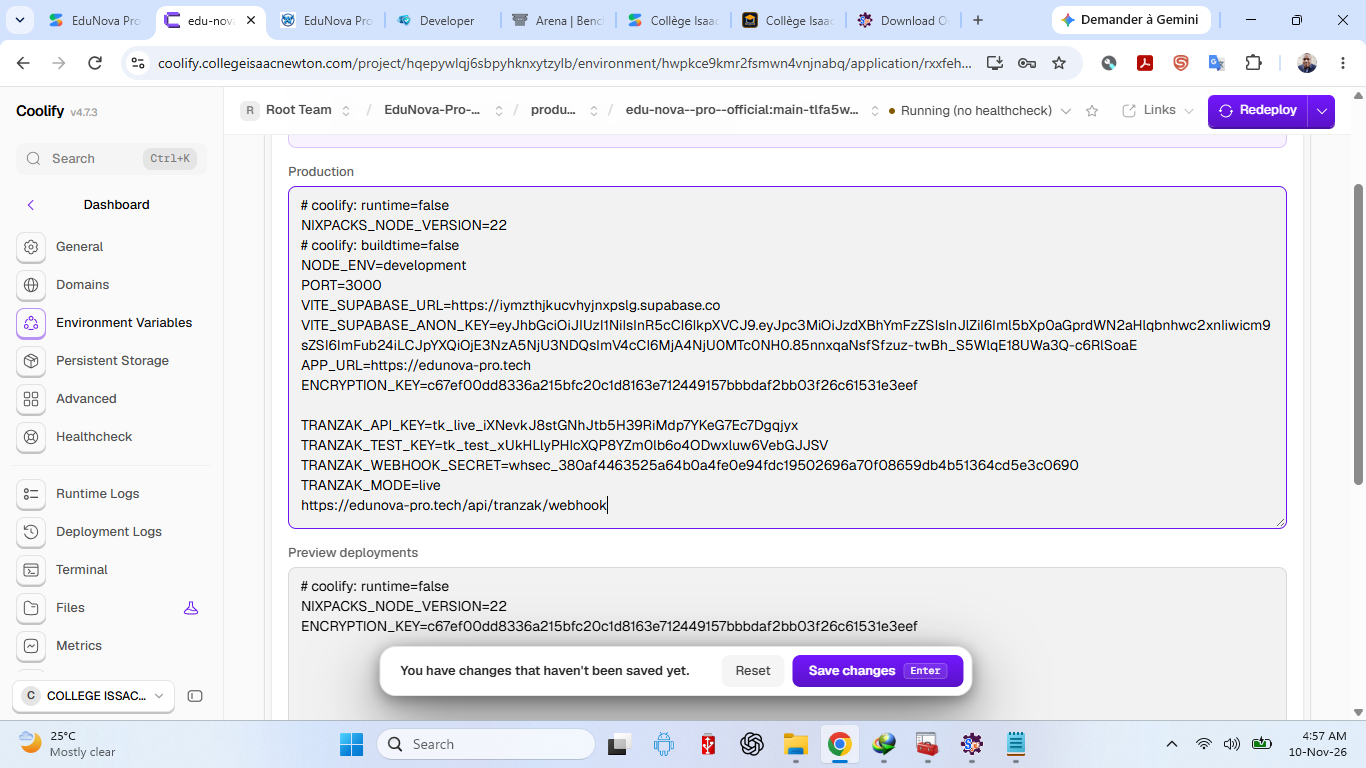 EduNova Pro
edu-nova
EduNova Pro
Developer
Arena | Benc
Collège Isaac
Collège Isaac
Download O
Demander à Gemini
coolify.collegeisaacnewton.com/project/hqepywlqj6sbpyhknxytzylb/environment/hwpkce9kmr2fsmwn4vnjnabq/application/rxxfeh...
Coolify v4.7.3
R Root Team / EduNova-Pro-... / produ... / edu-nova--pro--official:main-tlfa5w... Running (no healthcheck) Links Redeploy
Search Ctrl+K
Dashboard
General
Domains
Environment Variables
Persistent Storage
Advanced
Healthcheck
Runtime Logs
Deployment Logs
Terminal
Files
Metrics
C COLLEGE ISSAC...
Production
# coolify: runtime=false
NIXPACKS_NODE_VERSION=22
# coolify: buildtime=false
NODE_ENV=development
PORT=3000
VITE_SUPABASE_URL=https://iymzthjkucvhyjnxpslg.supabase.co
VITE_SUPABASE_ANON_KEY=eyJhbGciOiJIUzI1NiIsInR5cCI6IkpXVCJ9.eyJpc3MiOiJzdXBhYmFzZSIsInJlZiI6Iml5bXp0aGprdWN2aHlqbnhwc2xnIiwicm9
sZSI6ImFub24iLCJpYXQiOjE3NzA5NjU3NDQsImV4cCI6MjA4NjU0MTc0NH0.85nnxqaNsfSfzuz-twBh_S5WlqE18UWa3Q-c6RlSoaE
APP_URL=https://edunova-pro.tech
ENCRYPTION_KEY=c67ef00dd8336a215bfc20c1d8163e712449157bbbdaf2bb03f26c61531e3eef
TRANZAK_API_KEY=tk_live_iXNevkJ8stGNhJtb5H39RiMdp7YKeG7Ec7Dgqjyx
TRANZAK_TEST_KEY=tk_test_xUkHLlyPHIcXQP8YZm0lb6o4ODwxluw6VebGJJSV
TRANZAK_WEBHOOK_SECRET=whsec_380af4463525a64b0a4fe0e94fdc19502696a70f08659db4b51364cd5e3c0690
TRANZAK_MODE=live
https://edunova-pro.tech/api/tranzak/webhook
Preview deployments
# coolify: runtime=false
NIXPACKS_NODE_VERSION=22
ENCRYPTION_KEY=c67ef00dd8336a215bfc20c1d8163e712449157bbbdaf2bb03f26c61531e3eef
You have changes that haven't been saved yet. Reset Save changes Enter
25°C
Mostly clear
Search
4:57 AM
10-Nov-26